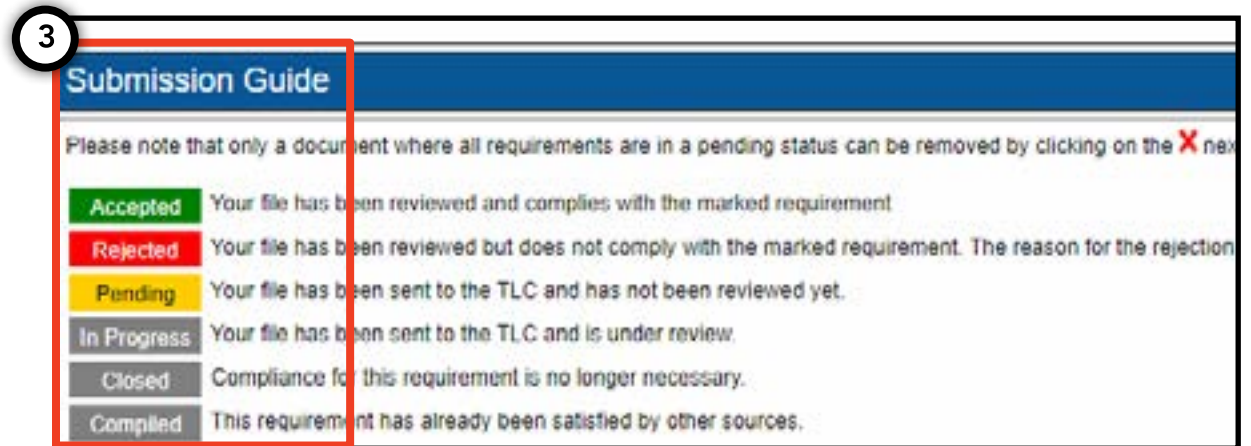 3
Submission Guide
Please note that only a document where all requirements are in a pending status can be removed by clicking on the X nex
Accepted Your file has been reviewed and complies with the marked requirement
Rejected Your file has been reviewed but does not comply with the marked requirement. The reason for the rejection
Pending Your file has been sent to the TLC and has not been reviewed yet.
In Progress Your file has been sent to the TLC and is under review.
Closed Compliance for this requirement is no longer necessary.
Complied This requirement has already been satisfied by other sources.